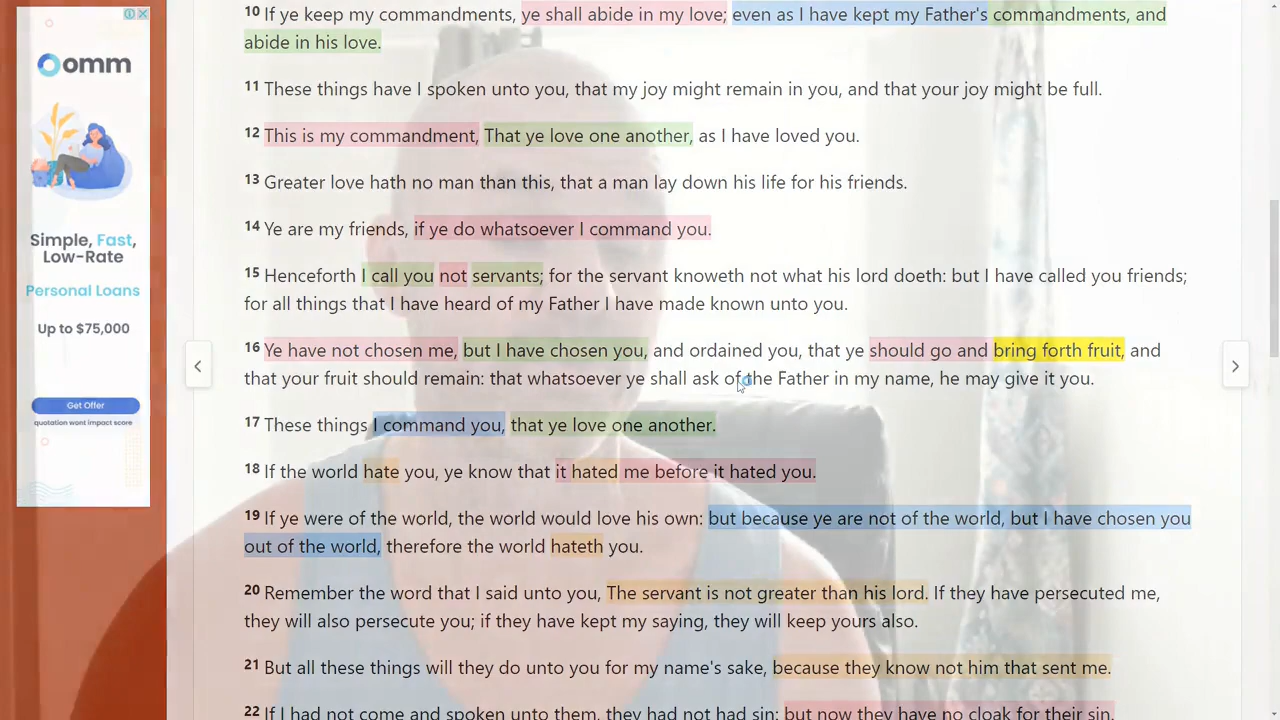 omm
Simple, Fast,
Low-Rate
Personal Loans
Up to $75,000
Get Offer
quotation wont impact score
10 If ye keep my commandments, ye shall abide in my love; even as I have kept my Father's commandments, and
abide in his love.
11 These things have I spoken unto you, that my joy might remain in you, and that your joy might be full.
12 This is my commandment, That ye love one another, as I have loved you.
13 Greater love hath no man than this, that a man lay down his life for his friends.
14 Ye are my friends, if ye do whatsoever I command you.
15 Henceforth I call you not servants; for the servant knoweth not what his lord doeth: but I have called you friends;
for all things that I have heard of my Father I have made known unto you.
16 Ye have not chosen me, but I have chosen you, and ordained you, that ye should go and bring forth fruit, and
that your fruit should remain: that whatsoever ye shall ask of the Father in my name, he may give it you.
17 These things I command you, that ye love one another.
18 If the world hate you, ye know that it hated me before it hated you.
19 If ye were of the world, the world would love his own: but because ye are not of the world, but I have chosen you
out of the world, therefore the world hateth you.
20 Remember the word that I said unto you, The servant is not greater than his lord. If they have persecuted me,
they will also persecute you; if they have kept my saying, they will keep yours also.
21 But all these things will they do unto you for my name's sake, because they know not him that sent me.
22 If I had not come and spoken unto them, they had not had sin: but now they have no cloak for their sin.